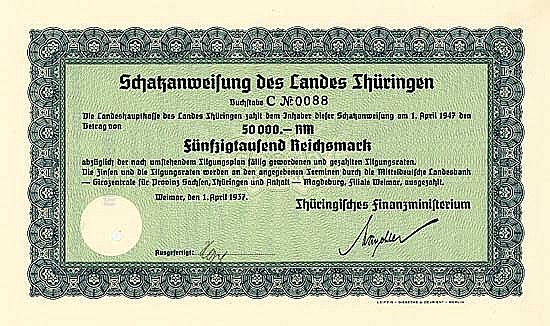 Schatzanweisung des Landes Thüringen
Buchstabe C № 0088
Die Landeshauptkasse des Landes Thüringen zahlt dem Inhaber dieser Schatzanweisung am 1. April 1947 den
Betrag von
50 000.— RM
Fünfzigtausend Reichsmark
abzüglich der nach umstehendem Tilgungsplan fällig gewordenen und gezahlten Tilgungsraten.
Die Zinsen und die Tilgungsraten werden an den angegebenen Terminen durch die Mitteldeutsche Landesbank
— Girozentrale für Provinz Sachsen, Thüringen und Anhalt — Magdeburg, Filiale Weimar, ausgezahlt.
Weimar, den 1. April 1937.
Thüringisches Finanzministerium
Ausgefertigt:
LEIPZIG – GIESECKE & DEVRIENT – BERLIN